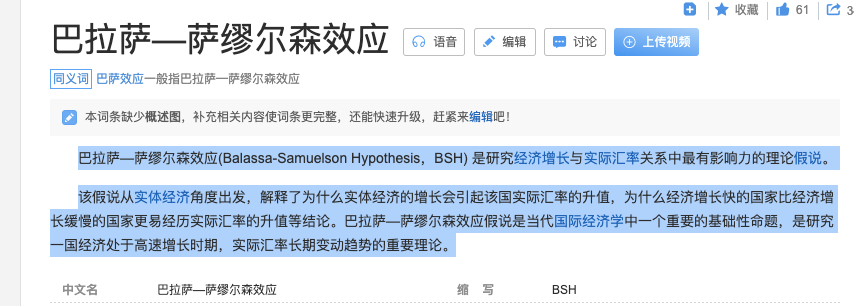 收藏 61 3
巴拉萨—萨缪尔森效应 语音 编辑 讨论 上传视频
同义词 巴萨效应一般指巴拉萨—萨缪尔森效应
本词条缺少概述图，补充相关内容使词条更完整，还能快速升级，赶紧来编辑吧！
巴拉萨—萨缪尔森效应(Balassa-Samuelson Hypothesis，BSH) 是研究经济增长与实际汇率关系中最有影响力的理论假说。
该假说从实体经济角度出发，解释了为什么实体经济的增长会引起该国实际汇率的升值，为什么经济增长快的国家比经济增
长缓慢的国家更易经历实际汇率的升值等结论。巴拉萨—萨缪尔森效应假说是当代国际经济学中一个重要的基础性命题，是研究
一国经济处于高速增长时期，实际汇率长期变动趋势的重要理论。
中文名 巴拉萨—萨缪尔森效应 缩 写 BSH